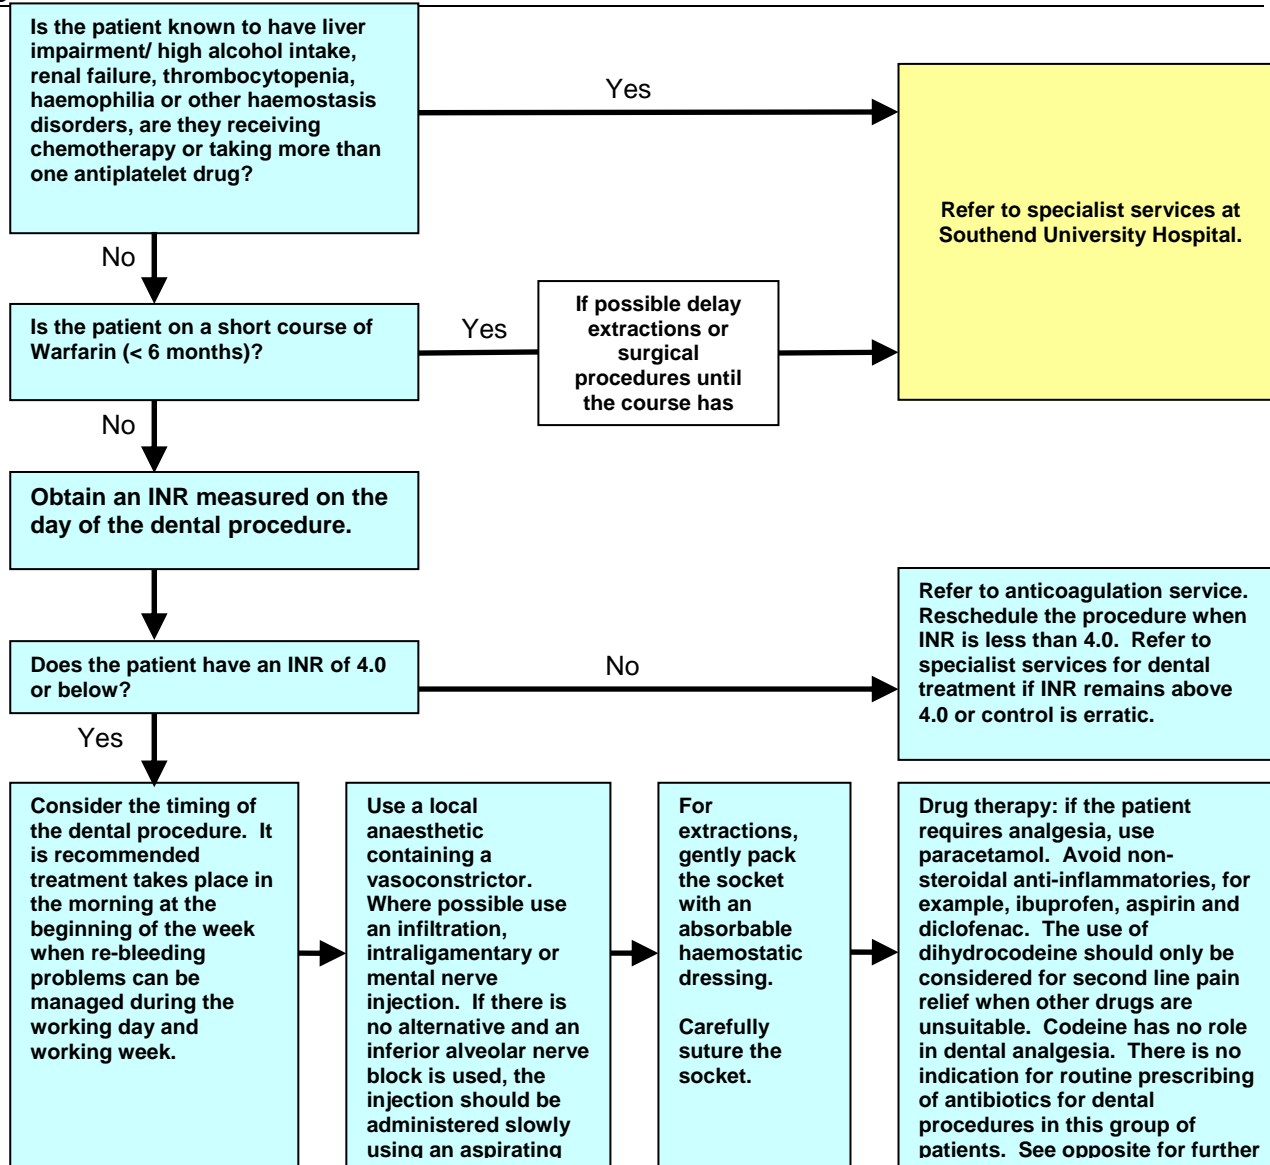 Is the patient known to have liver
impairment/ high alcohol intake,
renal failure, thrombocytopenia,
haemophilia or other haemostasis
disorders, are they receiving
chemotherapy or taking more than
one antiplatelet drug?
Yes
Refer to specialist services at
Southend University Hospital.
No
Is the patient on a short course of
Warfarin (< 6 months)?
Yes
If possible delay
extractions or
surgical
procedures until
the course has
No
Obtain an INR measured on the
day of the dental procedure.
Does the patient have an INR of 4.0
or below?
No
Refer to anticoagulation service.
Reschedule the procedure when
INR is less than 4.0.  Refer to
specialist services for dental
treatment if INR remains above
4.0 or control is erratic.
Yes
Consider the timing of
the dental procedure.  It
is recommended
treatment takes place in
the morning at the
beginning of the week
when re-bleeding
problems can be
managed during the
working day and
working week.
Use a local
anaesthetic
containing a
vasoconstrictor.
Where possible use
an infiltration,
intraligamentary or
mental nerve
injection.  If there is
no alternative and an
inferior alveolar nerve
block is used, the
injection should be
administered slowly
using an aspirating
For
extractions,
gently pack
the socket
with an
absorbable
haemostatic
dressing.
Carefully
suture the
socket.
Drug therapy: if the patient
requires analgesia, use
paracetamol.  Avoid non-
steroidal anti-inflammatories, for
example, ibuprofen, aspirin and
diclofenac.  The use of
dihydrocodeine should only be
considered for second line pain
relief when other drugs are
unsuitable.  Codeine has no role
in dental analgesia.  There is no
indication for routine prescribing
of antibiotics for dental
procedures in this group of
patients.  See opposite for further